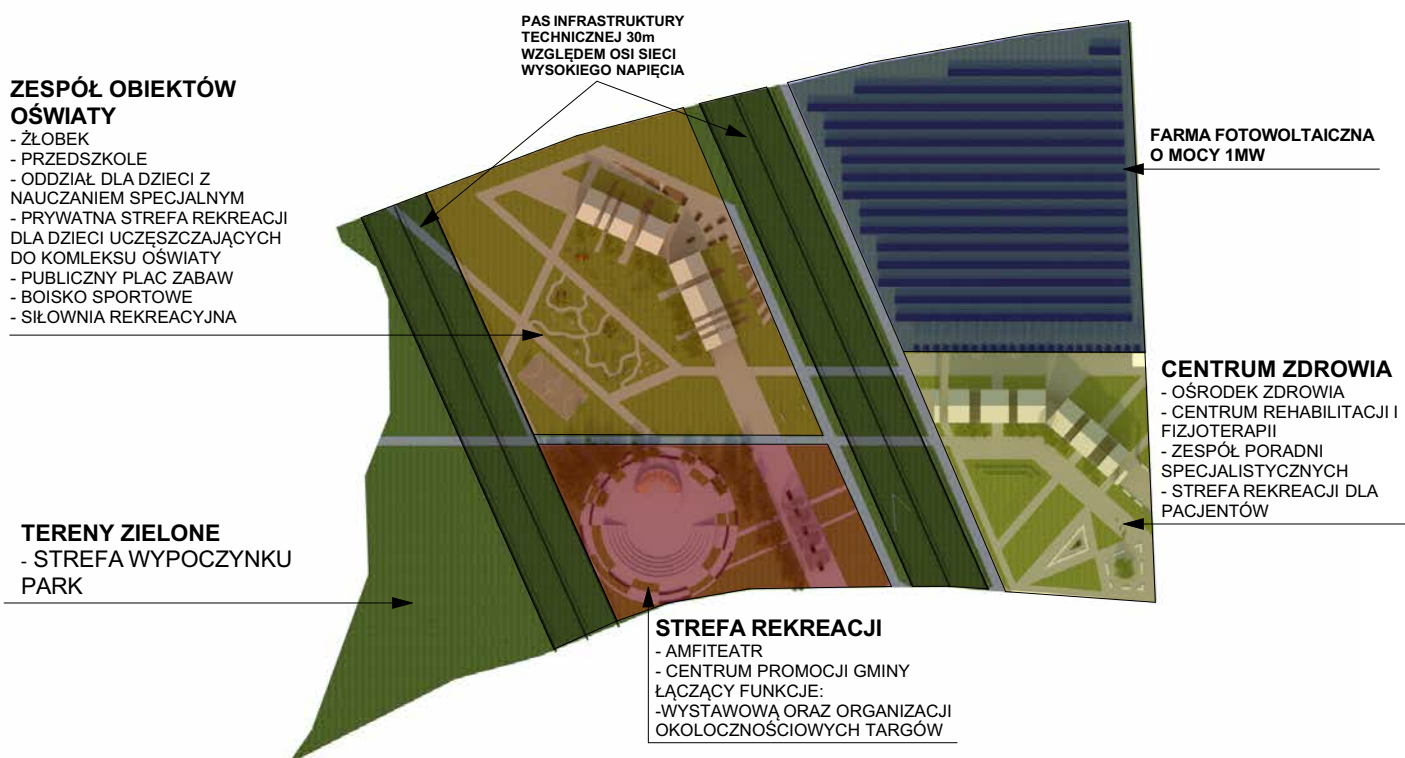 PAS INFRASTRUKTURY
TECHNICZNEJ 30m
WZGLĘDEM OSI SIECI
WYSOKIEGO NAPIĘCIA
ZESPÓŁ OBIEKTÓW
OŚWIATY
- ŻŁOBEK
- PRZEDSZKOLE
- ODDZIAŁ DLA DZIECI Z
NAUCZANIEM SPECJALNYM
- PRYWATNA STREFA REKREACJI
DLA DZIECI UCZĘSZCZAJĄCYCH
DO KOMLEKSU OŚWIATY
- PUBLICZNY PLAC ZABAW
- BOISKO SPORTOWE
- SIŁOWNIA REKREACYJNA
FARMA FOTOWOLTAICZNA
O MOCY 1MW
CENTRUM ZDROWIA
- OŚRODEK ZDROWIA
- CENTRUM REHABILITACJI I
FIZJOTERAPII
- ZESPÓŁ PORADNI
SPECJALISTYCZNYCH
- STREFA REKREACJI DLA
PACJENTÓW
TERENY ZIELONE
- STREFA WYPOCZYNKU
PARK
STREFA REKREACJI
- AMFITEATR
- CENTRUM PROMOCJI GMINY
ŁĄCZĄCY FUNKCJE:
-WYSTAWOWĄ ORAZ ORGANIZACJI
OKOLOCZNOŚCIOWYCH TARGÓW